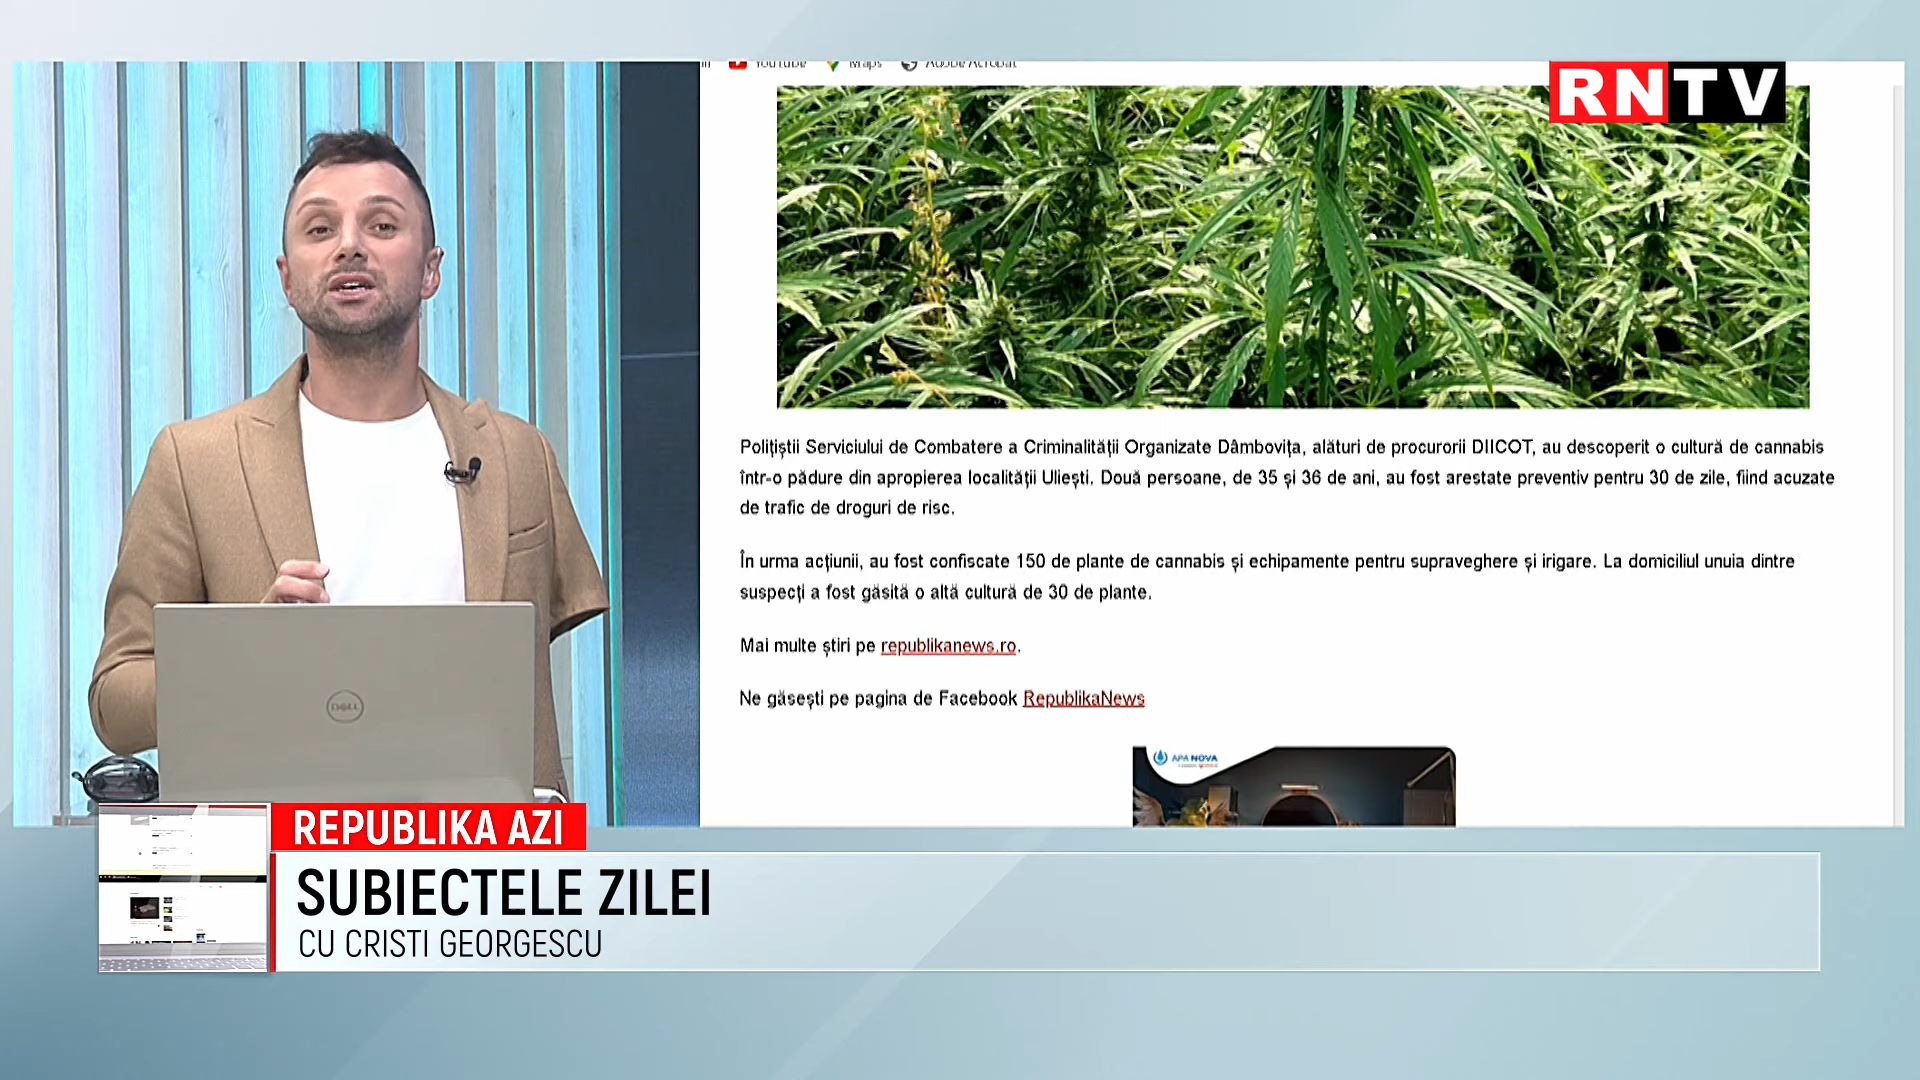 YouTube Maps Adobe Acrobat
RNTV
Polițiștii Serviciului de Combatere a Criminalității Organizate Dâmbovița, alături de procurorii DIICOT, au descoperit o cultură de cannabis
într-o pădure din apropierea localității Uliești. Două persoane, de 35 și 36 de ani, au fost arestate preventiv pentru 30 de zile, fiind acuzate
de trafic de droguri de risc.
În urma acțiunii, au fost confiscate 150 de plante de cannabis și echipamente pentru supraveghere și irigare. La domiciliul unuia dintre
suspecți a fost găsită o altă cultură de 30 de plante.
Mai multe știri pe republikanews.ro.
Ne găsești pe pagina de Facebook RepublikaNews
APA NOVA
DELL
REPUBLIKA AZI
SUBIECTELE ZILEI
CU CRISTI GEORGESCU